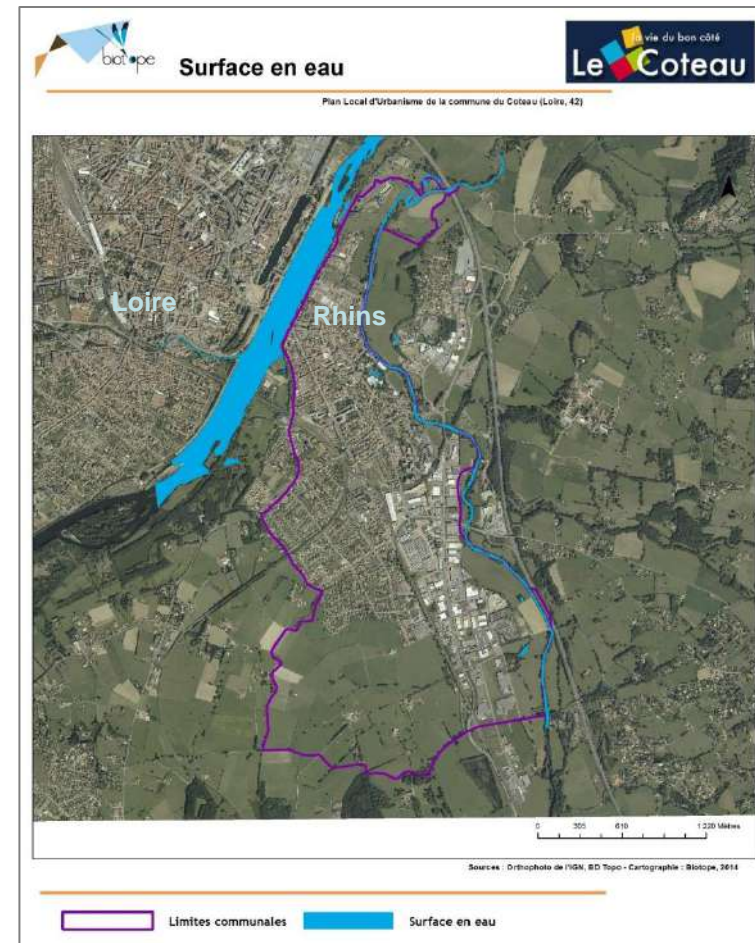 biotope
Surface en eau
la vie du bon côté
Le Coteau
Plan Local d'Urbanisme de la commune du Coteau (Loire, 42)
Loire
Rhins
0 305 610 1 220 Mètres
Sources : Orthophoto de l'IGN, BD Topo - Cartographie : Biotope, 2014
Limites communales
Surface en eau